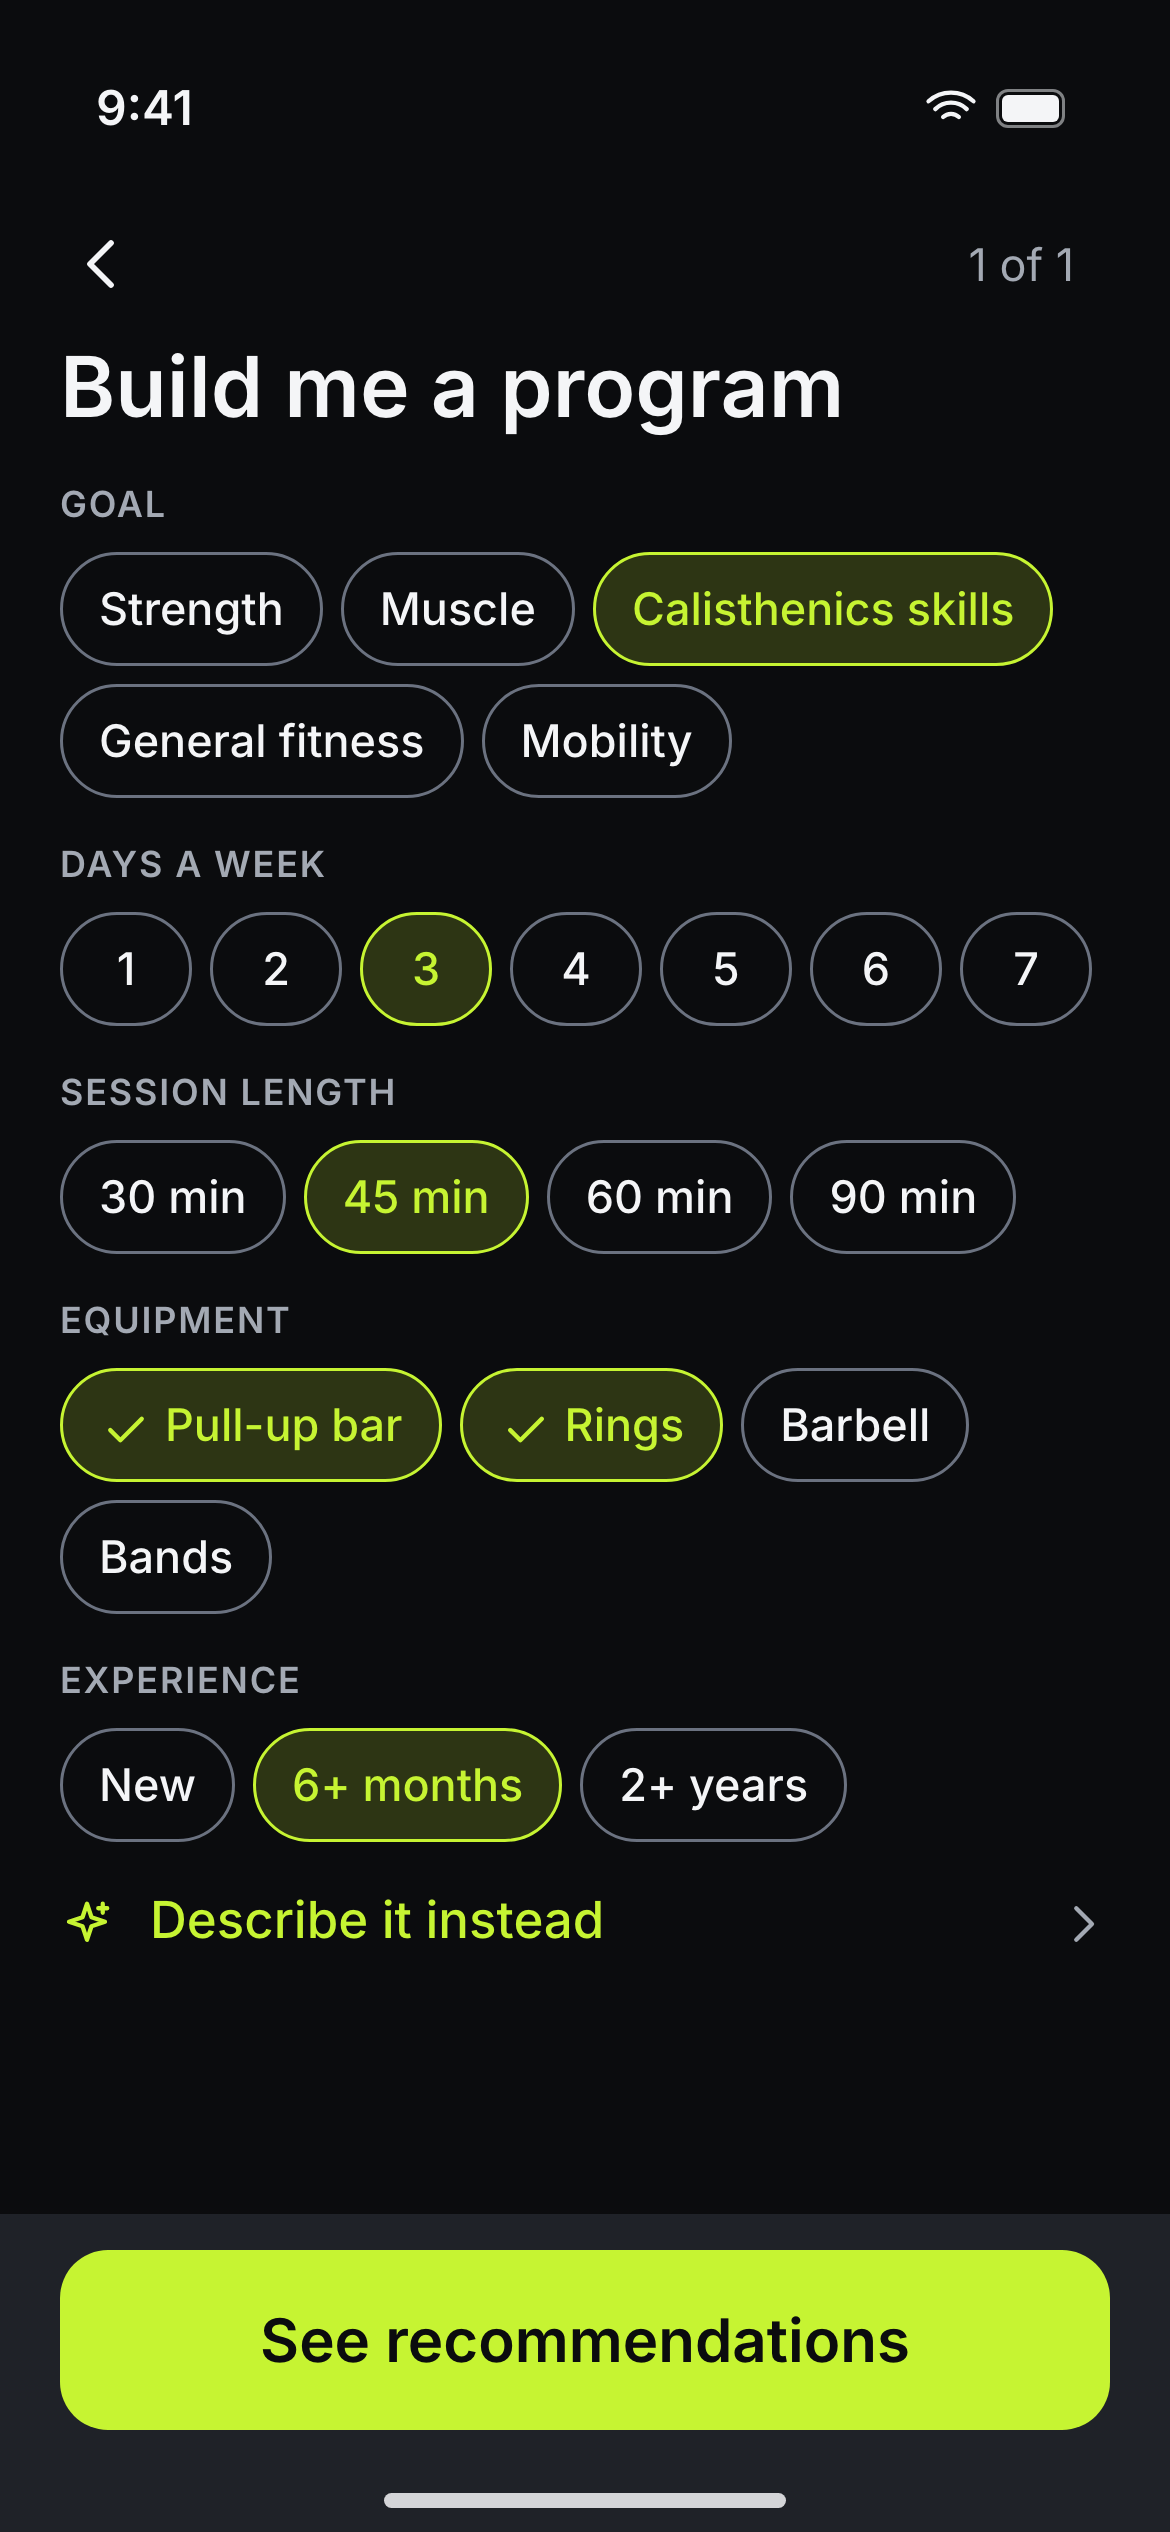 9:41
1 of 1
Build me a program
GOAL
Strength Muscle Calisthenics skills
General fitness Mobility
DAYS A WEEK
1 2 3 4 5 6 7
SESSION LENGTH
30 min 45 min 60 min 90 min
EQUIPMENT
Pull-up bar Rings Barbell
Bands
EXPERIENCE
New 6+ months 2+ years
Describe it instead
See recommendations